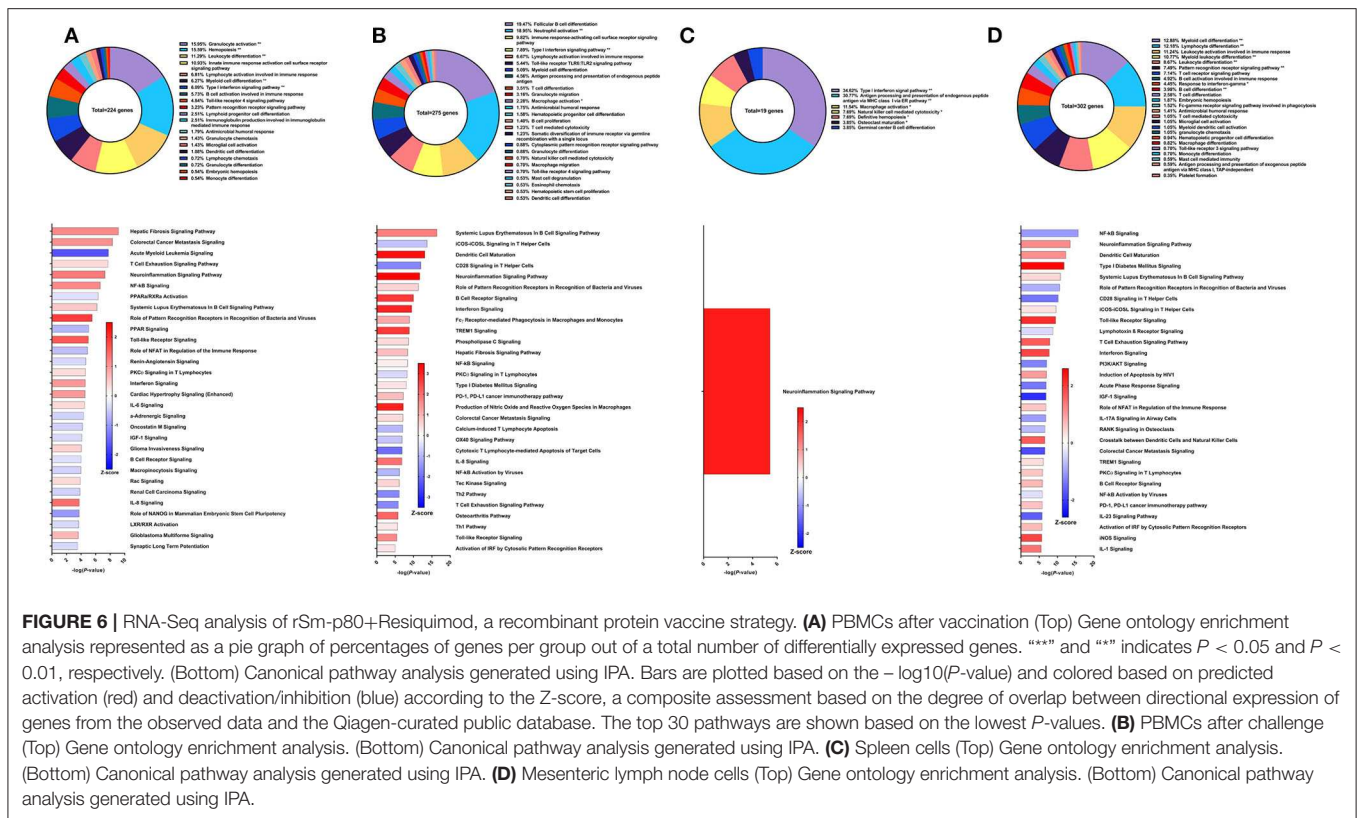 A
Total=224 genes
15.95% Granulocyte activation **
15.59% Hemopoiesis **
11.29% Leukocyte differentiation **
10.93% Innate immune response activation cell surface receptor signaling
pathway
6.81% Lymphocyte activation involved in immune response
6.27% Myeloid cell differentiation **
6.09% Type I interferon signaling pathway **
5.73% B cell activation involved in immune response
4.84% Toll-like receptor 4 signaling pathway
3.23% Pattern recognition receptor signaling pathway
2.51% Lymphoid progenitor cell differentiation
2.51% Immunoglobulin production involved in immunoglobulin
mediated immune response
1.79% Antimicrobial humoral response
1.43% Granulocyte chemotaxis
1.43% Microglial cell activation
1.08% Dendritic cell differentiation
0.72% Lymphocyte chemotaxis
0.72% Granulocyte differentiation
0.54% Embryonic hemopoiesis
0.54% Monocyte differentiation
B
Total=275 genes
19.47% Follicular B cell differentiation
18.95% Neutrophil activation **
9.82% Immune response-activating cell surface receptor signaling
pathway
7.89% Type I interferon signaling pathway **
6.67% Lymphocyte activation involved in immune response
5.44% Toll-like receptor TLR6:TLR2 signaling pathway
5.09% Myeloid cell differentiation
4.56% Antigen processing and presentation of endogenous peptide
antigen
3.51% T cell differentiation
3.16% Granulocyte migration
2.28% Macrophage activation *
1.75% Antimicrobial humoral response
1.58% Hematopoietic progenitor cell differentiation
1.40% B cell proliferation
1.23% T cell mediated cytotoxicity
1.23% Somatic diversification of immune receptor via germline
recombination with a single locus
0.88% Cytoplasmic pattern recognition receptor signaling pathway
0.88% Granulocyte differentiation
0.70% Natural killer cell mediated cytotoxicity
0.70% Macrophage migration
0.70% Toll-like receptor 4 signaling pathway
0.53% Mast cell degranulation
0.53% Eosinophil chemotaxis
0.53% Hematopoietic stem cell proliferation
0.53% Dendritic cell differentiation
C
Total=19 genes
34.62% Type I interferon signal pathway **
30.77% Antigen processing and presentation of endogenous peptide
antigen via MHC class I via ER pathway **
11.54% Macrophage activation *
7.69% Natural killer cell mediated cytotoxicity *
7.69% Definitive hemopoiesis *
3.85% Osteoclast maturation *
3.85% Germinal center B cell differentiation
D
Total=302 genes
12.88% Myeloid cell differentiation **
12.18% Lymphocyte differentiation **
11.24% Leukocyte activation involved in immune response
10.77% Myeloid leukocyte differentiation **
8.67% Leukocyte differentiation **
7.49% Pattern recognition receptor signaling pathway **
7.14% T cell receptor signaling pathway
4.92% B cell activation involved in immune response
4.45% Response to interferon-gamma *
3.98% B cell differentiation **
2.58% T cell differentiation
1.87% Embryonic hemopoiesis
1.52% Fc-gamma receptor signaling pathway involved in phagocytosis
1.41% Antimicrobial humoral response
1.05% T cell mediated cytotoxicity
1.05% Microglial cell activation
1.05% Myeloid dendritic cell activation
1.05% granulocyte chemotaxis
0.94% Hematopoietic progenitor cell differentiation
0.82% Macrophage differentiation
0.70% Toll-like receptor 3 signaling pathway
0.70% Monocyte differentiation
0.59% Mast cell mediated immunity
0.59% Antigen processing and presentation of exogenous peptide
antigen via MHC class I, TAP-independent
0.35% Platelet formation
Hepatic Fibrosis Signaling Pathway
Colorectal Cancer Metastasis Signaling
Acute Myeloid Leukemia Signaling
T Cell Exhaustion Signaling Pathway
Neuroinflammation Signaling Pathway
NF-kB Signaling
PPARa/RXRa Activation
Systemic Lupus Erythematosus In B Cell Signaling Pathway
Role of Pattern Recognition Receptors in Recognition of Bacteria and Viruses
PPAR Signaling
Toll-like Receptor Signaling
Role of NFAT in Regulation of the Immune Response
Renin-Angiotensin Signaling
PKCθ Signaling in T Lymphocytes
Interferon Signaling
Cardiac Hypertrophy Signaling (Enhanced)
IL-6 Signaling
a-Adrenergic Signaling
Oncostatin M Signaling
IGF-1 Signaling
Glioma Invasiveness Signaling
B Cell Receptor Signaling
Macropinocytosis Signaling
Rac Signaling
Renal Cell Carcinoma Signaling
IL-8 Signaling
Role of NANOG in Mammalian Embryonic Stem Cell Pluripotency
LXR/RXR Activation
Glioblastoma Multiforme Signaling
Synaptic Long Term Potentiation
2
1
0
-1
-2
Z-score
0 2 4 6 8 10
-log(P-value)
Systemic Lupus Erythematosus In B Cell Signaling Pathway
iCOS-iCOSL Signaling in T Helper Cells
Dendritic Cell Maturation
CD28 Signaling in T Helper Cells
Neuroinflammation Signaling Pathway
Role of Pattern Recognition Receptors in Recognition of Bacteria and Viruses
B Cell Receptor Signaling
Interferon Signaling
Fcγ Receptor-mediated Phagocytosis in Macrophages and Monocytes
TREM1 Signaling
Phospholipase C Signaling
Hepatic Fibrosis Signaling Pathway
NF-kB Signaling
PKCθ Signaling in T Lymphocytes
Type I Diabetes Mellitus Signaling
PD-1, PD-L1 cancer immunotherapy pathway
Production of Nitric Oxide and Reactive Oxygen Species in Macrophages
Colorectal Cancer Metastasis Signaling
Calcium-induced T Lymphocyte Apoptosis
OX40 Signaling Pathway
Cytotoxic T Lymphocyte-mediated Apoptosis of Target Cells
IL-8 Signaling
NF-kB Activation by Viruses
Tec Kinase Signaling
Th2 Pathway
T Cell Exhaustion Signaling Pathway
Osteoarthritis Pathway
Th1 Pathway
Toll-like Receptor Signaling
Activation of IRF by Cytosolic Pattern Recognition Receptors
Z-score
0 5 10 15 20
-log(P-value)
Neuroinflammation Signaling Pathway
2
1
0
-1
-2
Z-score
0 2 4 6
-log(P-value)
NF-kB Signaling
Neuroinflammation Signaling Pathway
Dendritic Cell Maturation
Type I Diabetes Mellitus Signaling
Systemic Lupus Erythematosus In B Cell Signaling Pathway
Role of Pattern Recognition Receptors in Recognition of Bacteria and Viruses
CD28 Signaling in T Helper Cells
iCOS-iCOSL Signaling in T Helper Cells
Toll-like Receptor Signaling
Lymphotoxin β Receptor Signaling
T Cell Exhaustion Signaling Pathway
Interferon Signaling
PI3K/AKT Signaling
Induction of Apoptosis by HIV1
Acute Phase Response Signaling
IGF-1 Signaling
Role of NFAT in Regulation of the Immune Response
IL-17A Signaling in Airway Cells
RANK Signaling in Osteoclasts
Crosstalk between Dendritic Cells and Natural Killer Cells
Colorectal Cancer Metastasis Signaling
TREM1 Signaling
PKCθ Signaling in T Lymphocytes
B Cell Receptor Signaling
NF-kB Activation by Viruses
PD-1, PD-L1 cancer Immunotherapy pathway
IL-23 Signaling Pathway
Activation of IRF by Cytosolic Pattern Recognition Receptors
iNOS Signaling
IL-1 Signaling
2
0
-2
Z-score
0 5 10 15 20
-log(P-value)
FIGURE 6 | RNA-Seq analysis of rSm-p80+Resiquimod, a recombinant protein vaccine strategy. (A) PBMCs after vaccination (Top) Gene ontology enrichment
analysis represented as a pie graph of percentages of genes per group out of a total number of differentially expressed genes. “**” and “*” indicates P < 0.05 and P <
0.01, respectively. (Bottom) Canonical pathway analysis generated using IPA. Bars are plotted based on the – log10(P-value) and colored based on predicted
activation (red) and deactivation/inhibition (blue) according to the Z-score, a composite assessment based on the degree of overlap between directional expression of
genes from the observed data and the Qiagen-curated public database. The top 30 pathways are shown based on the lowest P-values. (B) PBMCs after challenge
(Top) Gene ontology enrichment analysis. (Bottom) Canonical pathway analysis generated using IPA. (C) Spleen cells (Top) Gene ontology enrichment analysis.
(Bottom) Canonical pathway analysis generated using IPA. (D) Mesenteric lymph node cells (Top) Gene ontology enrichment analysis. (Bottom) Canonical pathway
analysis generated using IPA.